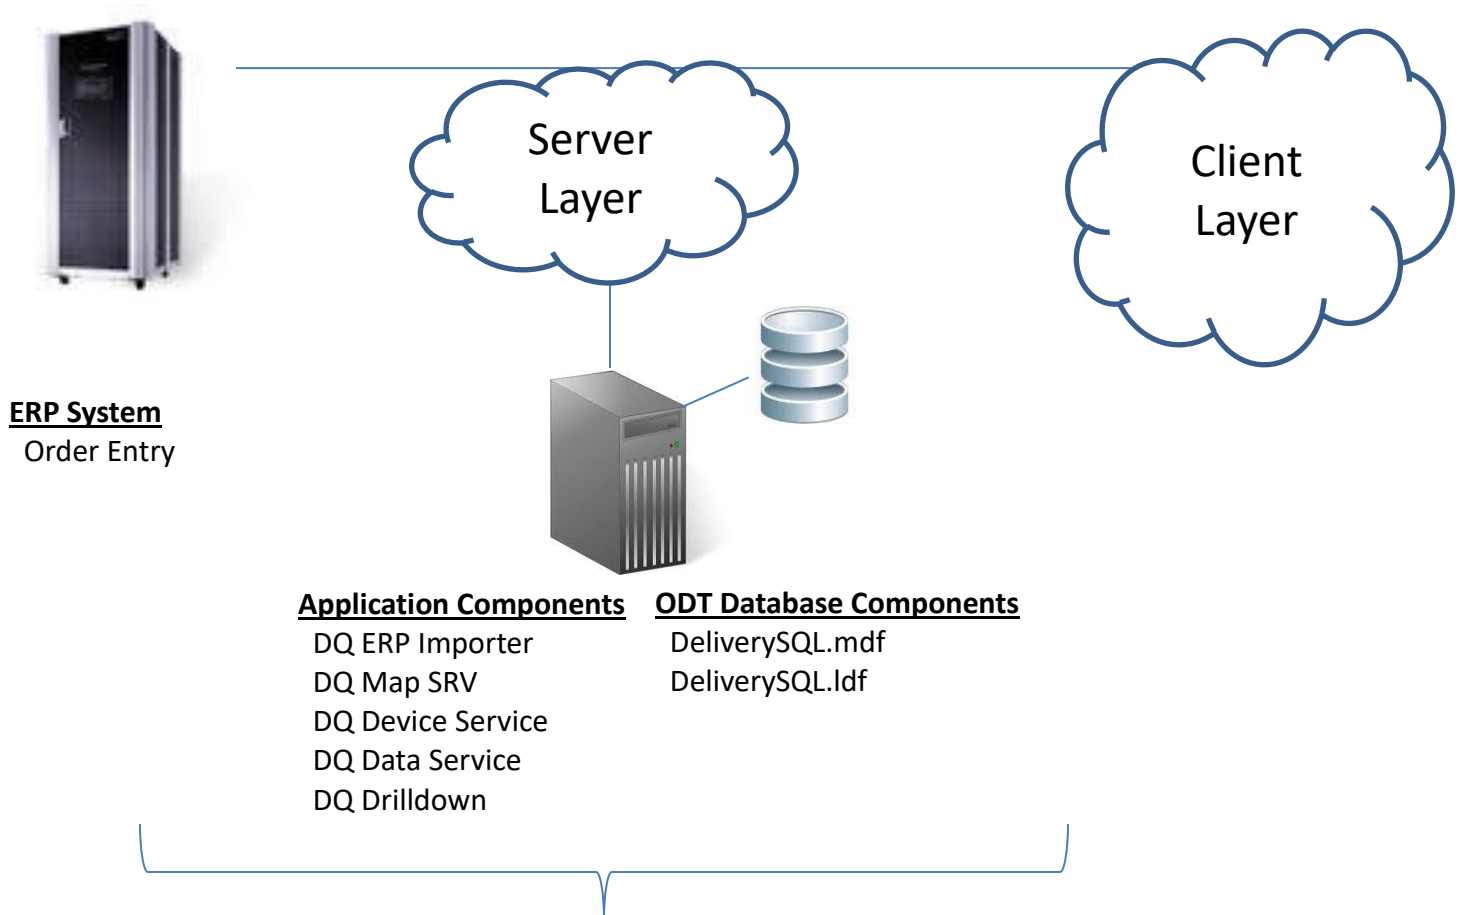 Server
Layer
Client
Layer
ERP System
Order Entry
Application Components
DQ ERP Importer
DQ Map SRV
DQ Device Service
DQ Data Service
DQ Drilldown
ODT Database Components
DeliverySQL.mdf
DeliverySQL.ldf